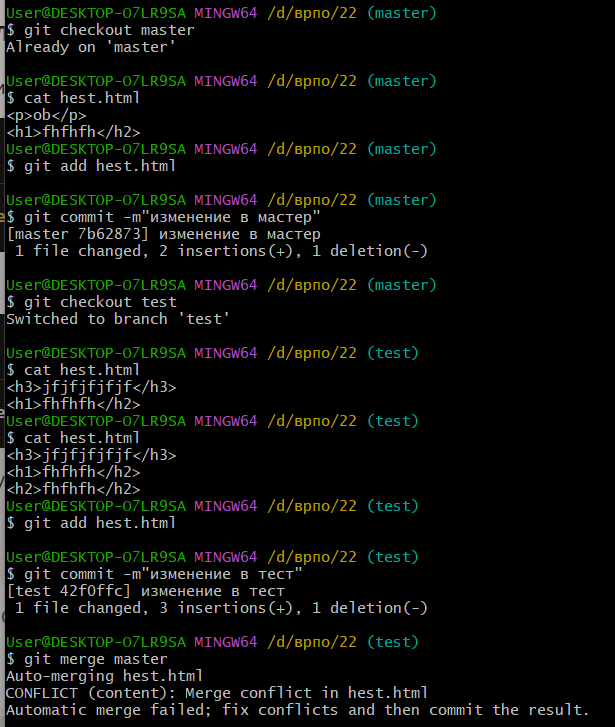 User@DESKTOP-O7LR9SA MINGW64 /d/врпо/22 (master)
$ git checkout master
Already on 'master'
User@DESKTOP-O7LR9SA MINGW64 /d/врпо/22 (master)
$ cat hest.html
<p>ob</p>
<h1>fhfhfh</h2>
User@DESKTOP-O7LR9SA MINGW64 /d/врпо/22 (master)
$ git add hest.html
User@DESKTOP-O7LR9SA MINGW64 /d/врпо/22 (master)
$ git commit -m"изменение в мастер"
[master 7b62873] изменение в мастер
 1 file changed, 2 insertions(+), 1 deletion(-)
User@DESKTOP-O7LR9SA MINGW64 /d/врпо/22 (master)
$ git checkout test
Switched to branch 'test'
User@DESKTOP-O7LR9SA MINGW64 /d/врпо/22 (test)
$ cat hest.html
<h3>jfjfjfjfjf</h3>
<h1>fhfhfh</h2>
User@DESKTOP-O7LR9SA MINGW64 /d/врпо/22 (test)
$ cat hest.html
<h3>jfjfjfjfjf</h3>
<h1>fhfhfh</h2>
<h2>fhfhfh</h2>
User@DESKTOP-O7LR9SA MINGW64 /d/врпо/22 (test)
$ git add hest.html
User@DESKTOP-O7LR9SA MINGW64 /d/врпо/22 (test)
$ git commit -m"изменение в тест"
[test 42f0ffc] изменение в тест
 1 file changed, 3 insertions(+), 1 deletion(-)
User@DESKTOP-O7LR9SA MINGW64 /d/врпо/22 (test)
$ git merge master
Auto-merging hest.html
CONFLICT (content): Merge conflict in hest.html
Automatic merge failed; fix conflicts and then commit the result.